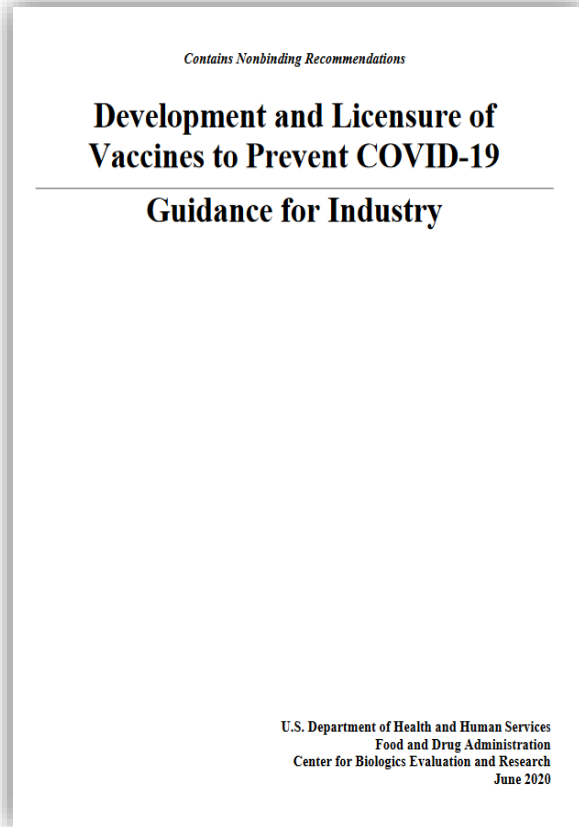 Contains Nonbinding Recommendations
Development and Licensure of
Vaccines to Prevent COVID-19
Guidance for Industry
U.S. Department of Health and Human Services
Food and Drug Administration
Center for Biologics Evaluation and Research
June 2020